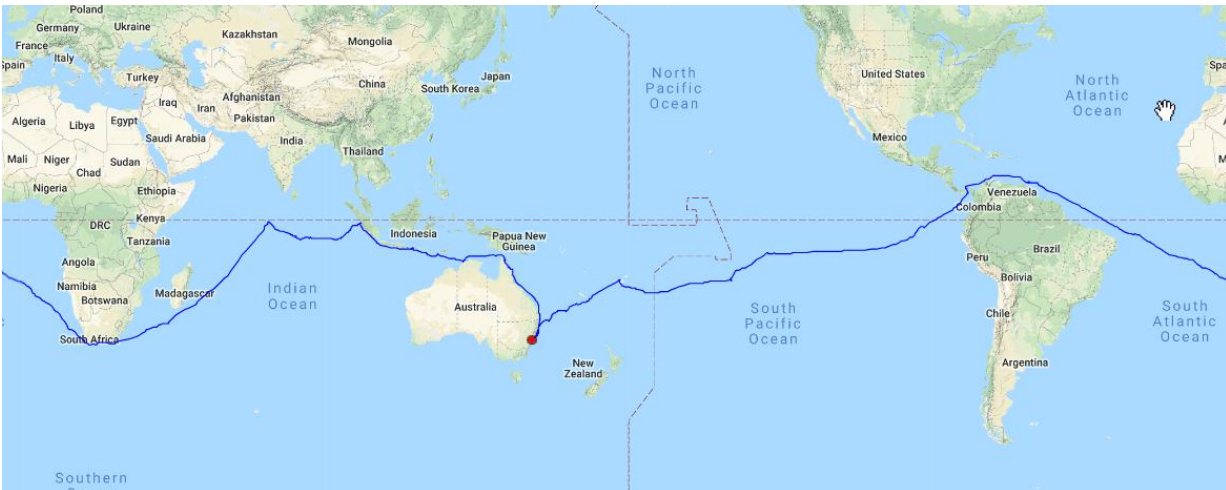 Poland
Germany
Ukraine
France
Kazakhstan
Mongolia
Spain
Italy
Turkey
China
South Korea
Japan
North
Pacific
Ocean
United States
North
Atlantic
Ocean
Spa
Iraq
Iran
Afghanistan
Pakistan
Algeria
Libya
Egypt
Saudi Arabia
India
Thailand
Mexico
Mali
Niger
Chad
Sudan
Nigeria
Ethiopia
Venezuela
Colombia
DRC
Kenya
Tanzania
Indonesia
Papua New
Guinea
Peru
Brazil
Angola
Namibia
Botswana
Madagascar
Bolivia
Indian
Ocean
Australia
South
Pacific
Ocean
Chile
South
Atlantic
Ocean
South Africa
New
Zealand
Argentina
Southern